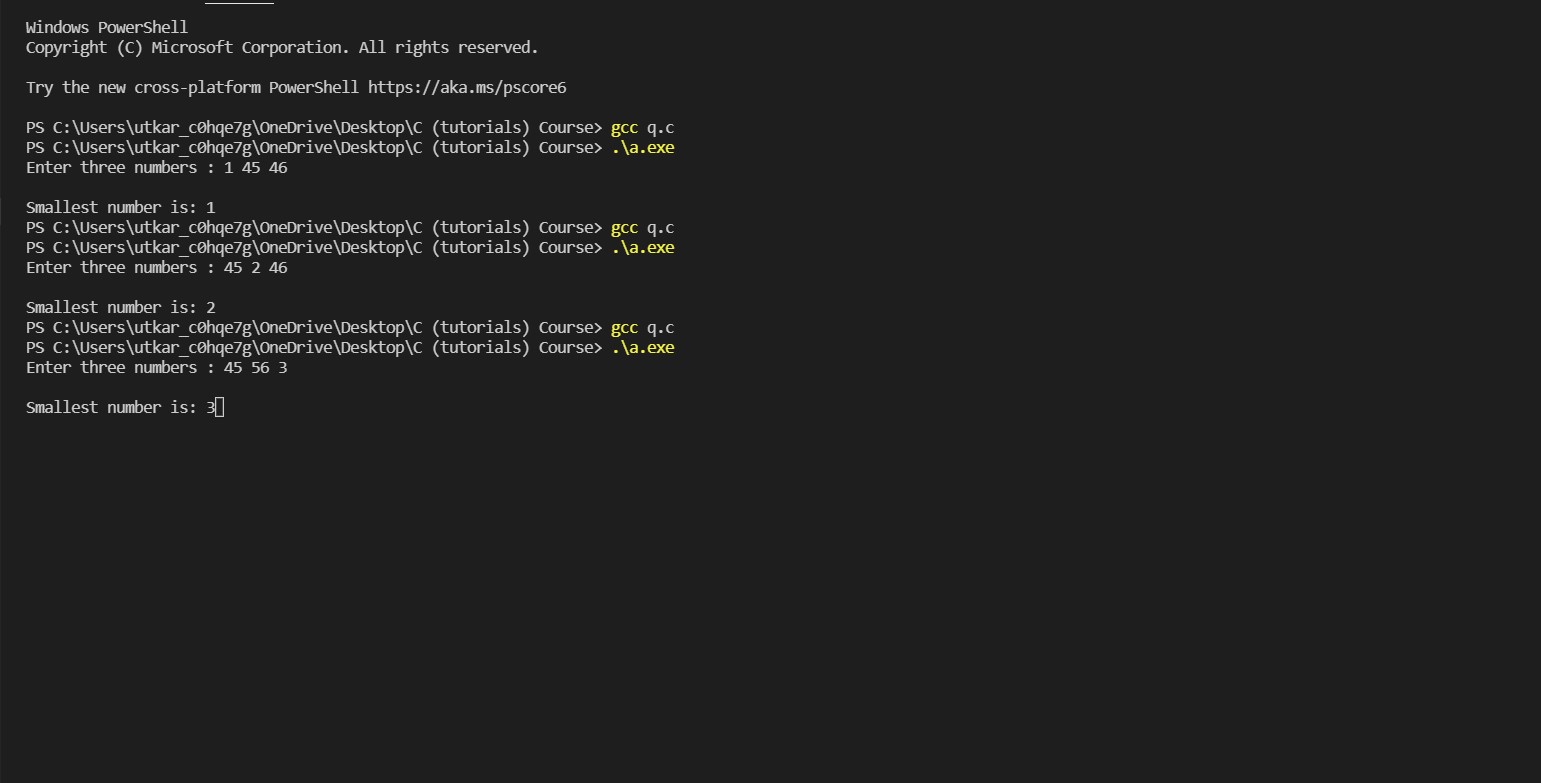 Windows PowerShell
Copyright (C) Microsoft Corporation. All rights reserved.
Try the new cross-platform PowerShell https://aka.ms/pscore6
PS C:\Users\utkar_c0hqe7g\OneDrive\Desktop\C (tutorials) Course> gcc q.c
PS C:\Users\utkar_c0hqe7g\OneDrive\Desktop\C (tutorials) Course> .\a.exe
Enter three numbers : 1 45 46
Smallest number is: 1
PS C:\Users\utkar_c0hqe7g\OneDrive\Desktop\C (tutorials) Course> gcc q.c
PS C:\Users\utkar_c0hqe7g\OneDrive\Desktop\C (tutorials) Course> .\a.exe
Enter three numbers : 45 2 46
Smallest number is: 2
PS C:\Users\utkar_c0hqe7g\OneDrive\Desktop\C (tutorials) Course> gcc q.c
PS C:\Users\utkar_c0hqe7g\OneDrive\Desktop\C (tutorials) Course> .\a.exe
Enter three numbers : 45 56 3
Smallest number is: 3